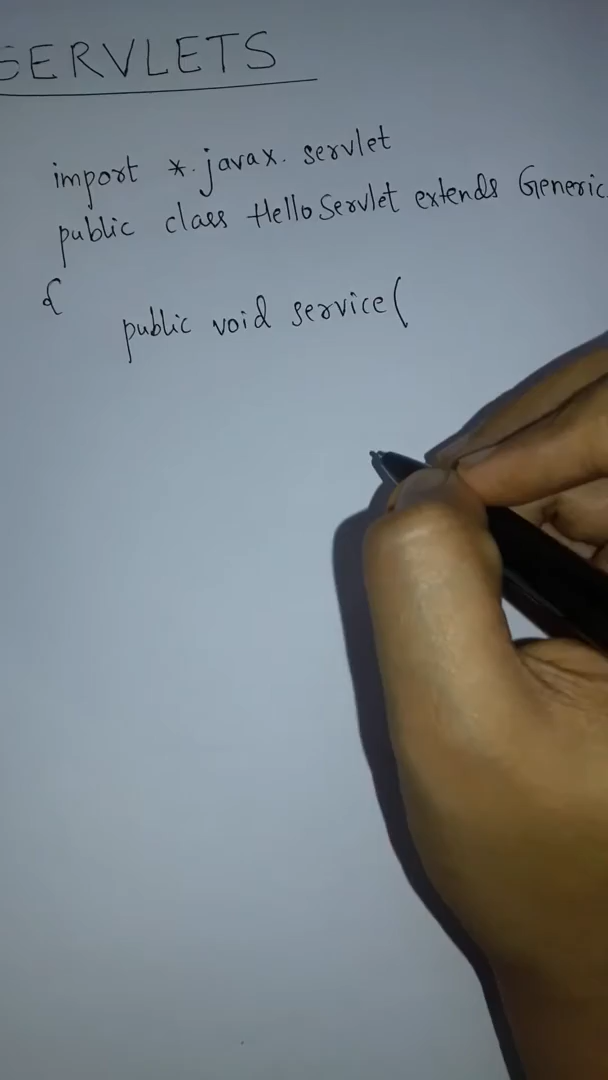 SERVLETS
import *.javax.servlet
public class HelloServlet extends Generic
{
public void service(